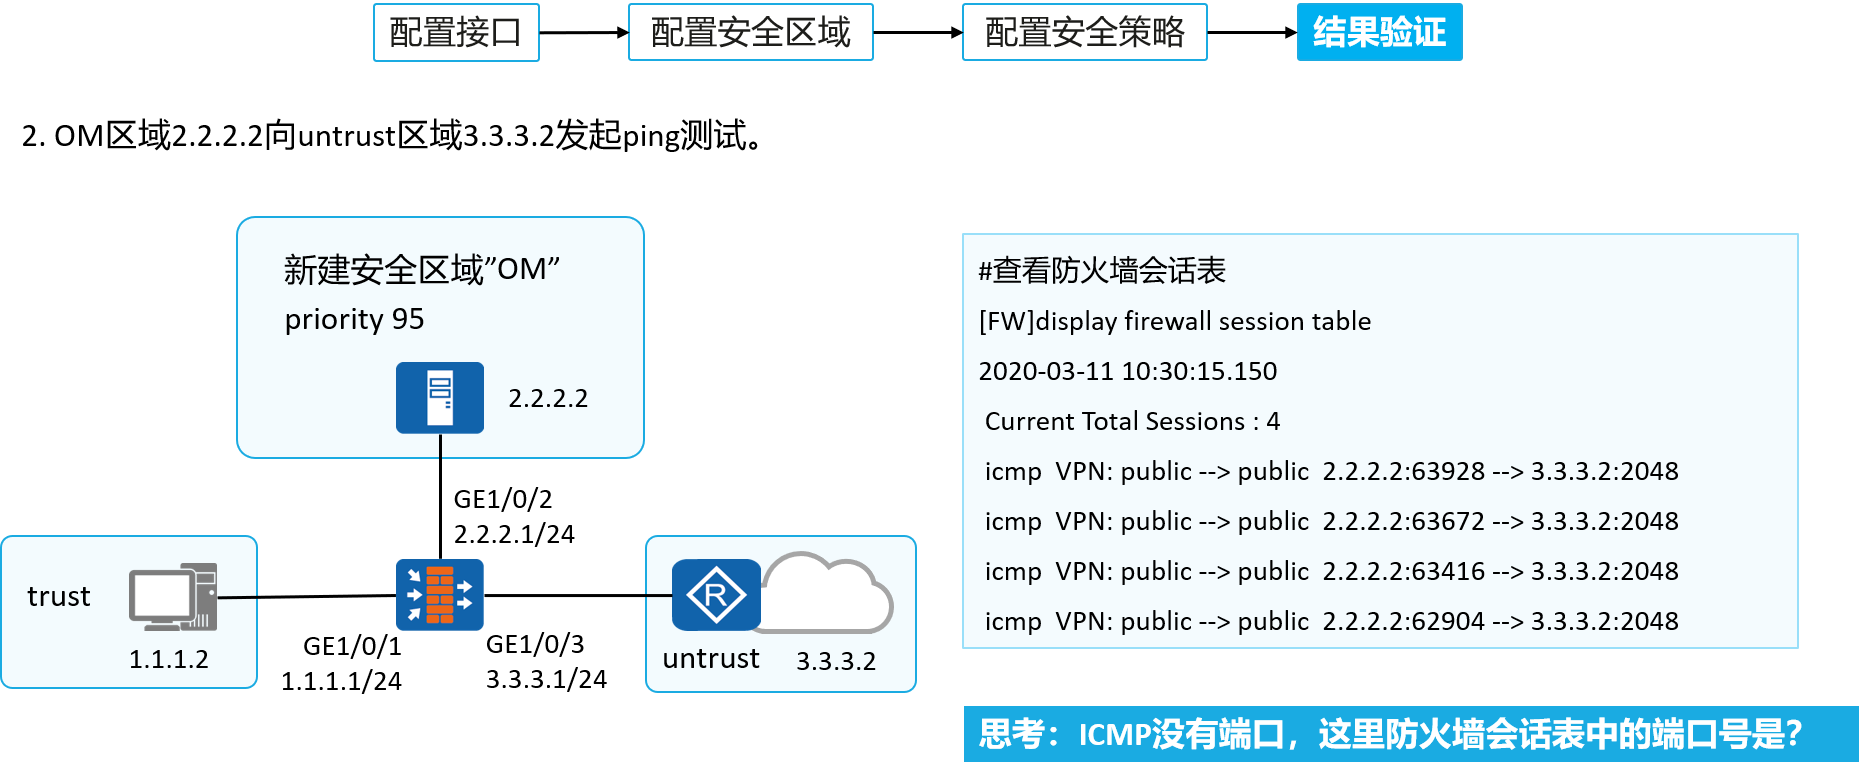 配置接口
配置安全区域
配置安全策略
结果验证
2. OM区域2.2.2.2向untrust区域3.3.3.2发起ping测试。
新建安全区域”OM”
priority 95
2.2.2.2
GE1/0/2
2.2.2.1/24
trust
1.1.1.2
GE1/0/1
1.1.1.1/24
GE1/0/3
3.3.3.1/24
R
untrust
3.3.3.2
#查看防火墙会话表
[FW]display firewall session table
2020-03-11 10:30:15.150
Current Total Sessions : 4
icmp  VPN: public --> public  2.2.2.2:63928 --> 3.3.3.2:2048
icmp  VPN: public --> public  2.2.2.2:63672 --> 3.3.3.2:2048
icmp  VPN: public --> public  2.2.2.2:63416 --> 3.3.3.2:2048
icmp  VPN: public --> public  2.2.2.2:62904 --> 3.3.3.2:2048
思考：ICMP没有端口，这里防火墙会话表中的端口号是？